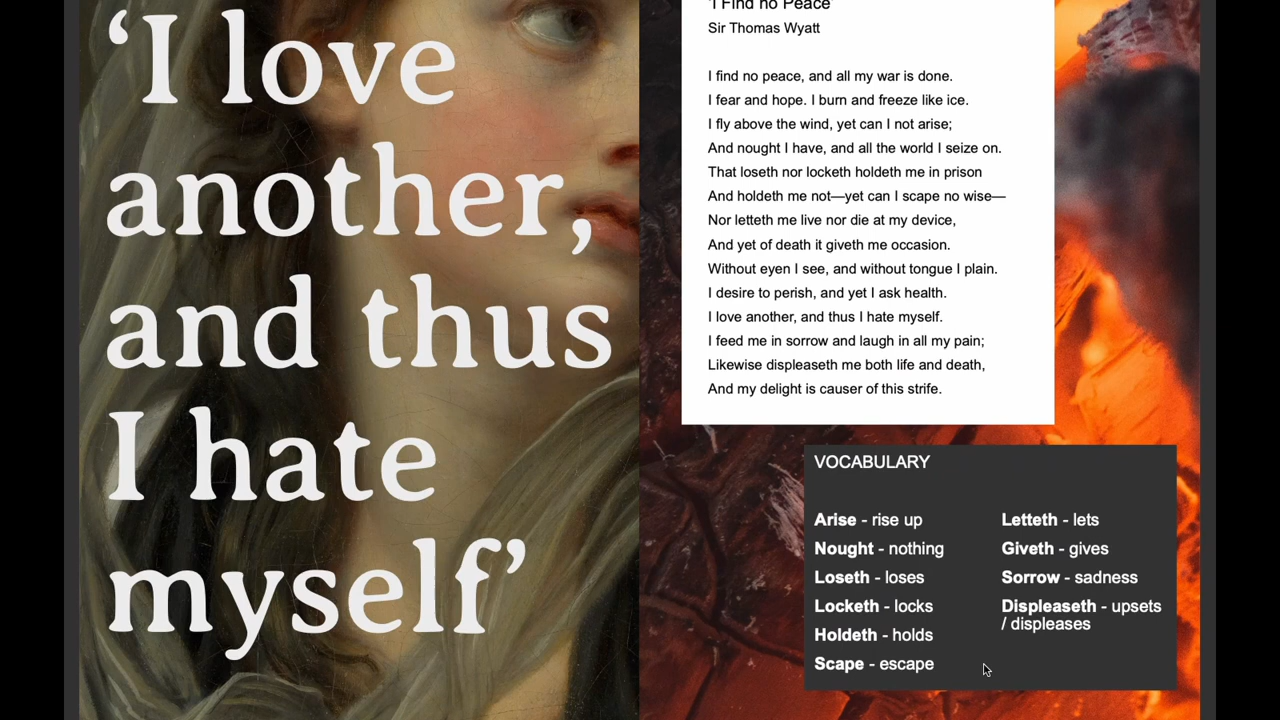 ‘I love
another,
and thus
I hate
myself’
'I Find no Peace'
Sir Thomas Wyatt
I find no peace, and all my war is done.
I fear and hope. I burn and freeze like ice.
I fly above the wind, yet can I not arise;
And nought I have, and all the world I seize on.
That loseth nor locketh holdeth me in prison
And holdeth me not—yet can I scape no wise—
Nor letteth me live nor die at my device,
And yet of death it giveth me occasion.
Without eyen I see, and without tongue I plain.
I desire to perish, and yet I ask health.
I love another, and thus I hate myself.
I feed me in sorrow and laugh in all my pain;
Likewise displeaseth me both life and death,
And my delight is causer of this strife.
VOCABULARY
Arise - rise up
Nought - nothing
Loseth - loses
Locketh - locks
Holdeth - holds
Scape - escape
Letteth - lets
Giveth - gives
Sorrow - sadness
Displeaseth - upsets
/ displeases